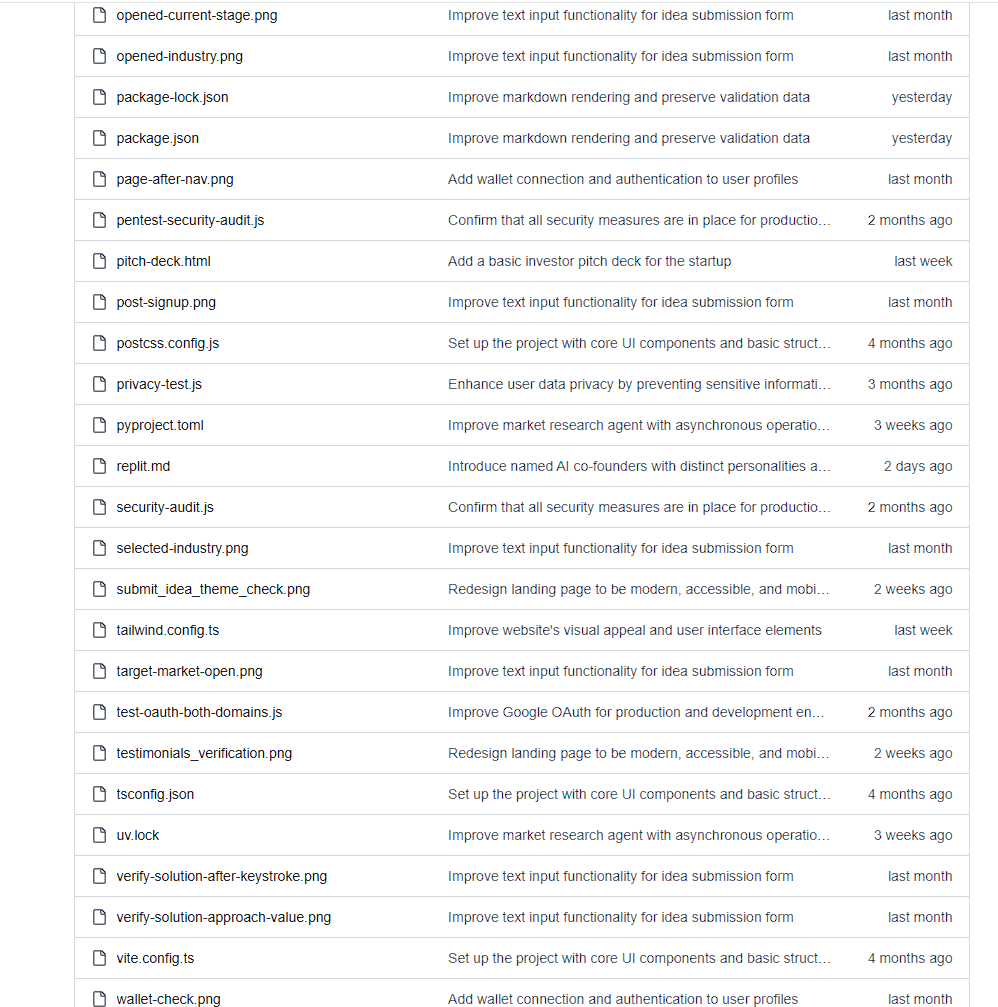 opened-current-stage.png Improve text input functionality for idea submission form last month
opened-industry.png Improve text input functionality for idea submission form last month
package-lock.json Improve markdown rendering and preserve validation data yesterday
package.json Improve markdown rendering and preserve validation data yesterday
page-after-nav.png Add wallet connection and authentication to user profiles last month
pentest-security-audit.js Confirm that all security measures are in place for productio… 2 months ago
pitch-deck.html Add a basic investor pitch deck for the startup last week
post-signup.png Improve text input functionality for idea submission form last month
postcss.config.js Set up the project with core UI components and basic struct… 4 months ago
privacy-test.js Enhance user data privacy by preventing sensitive informati… 3 months ago
pyproject.toml Improve market research agent with asynchronous operatio… 3 weeks ago
replit.md Introduce named AI co-founders with distinct personalities a… 2 days ago
security-audit.js Confirm that all security measures are in place for productio… 2 months ago
selected-industry.png Improve text input functionality for idea submission form last month
submit_idea_theme_check.png Redesign landing page to be modern, accessible, and mobi… 2 weeks ago
tailwind.config.ts Improve website's visual appeal and user interface elements last week
target-market-open.png Improve text input functionality for idea submission form last month
test-oauth-both-domains.js Improve Google OAuth for production and development en… 2 months ago
testimonials_verification.png Redesign landing page to be modern, accessible, and mobi… 2 weeks ago
tsconfig.json Set up the project with core UI components and basic struct… 4 months ago
uv.lock Improve market research agent with asynchronous operatio… 3 weeks ago
verify-solution-after-keystroke.png Improve text input functionality for idea submission form last month
verify-solution-approach-value.png Improve text input functionality for idea submission form last month
vite.config.ts Set up the project with core UI components and basic struct… 4 months ago
wallet-check.png Add wallet connection and authentication to user profiles last month